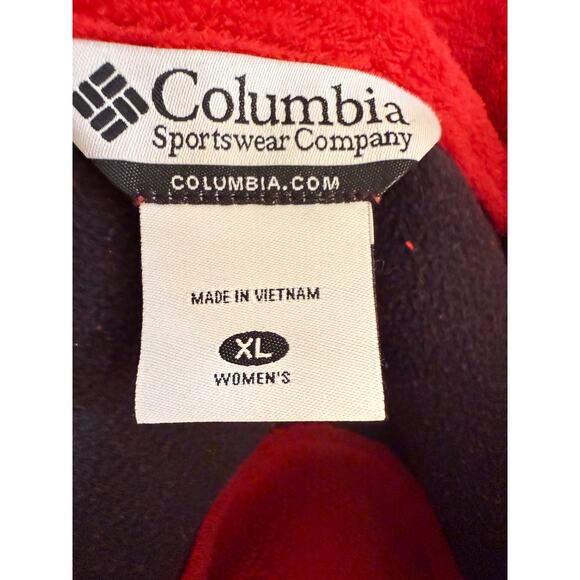 Columbia
Sportswear Company
COLUMBIA.COM
MADE IN VIETNAM
XL
WOMEN'S